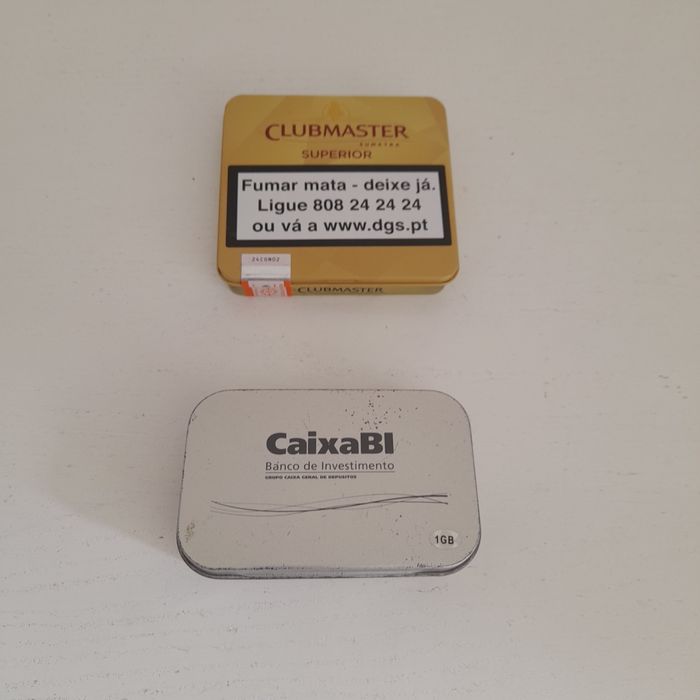 CLUBMASTER
SUMATRA
SUPERIOR
Fumar mata - deixe já.
Ligue 808 24 24 24
ou vá a www.dgs.pt
CLUBMASTER
CaixaBI
Banco de Investimento
GRUPO CAIXA GERAL DE DEPOSITOS
1GB